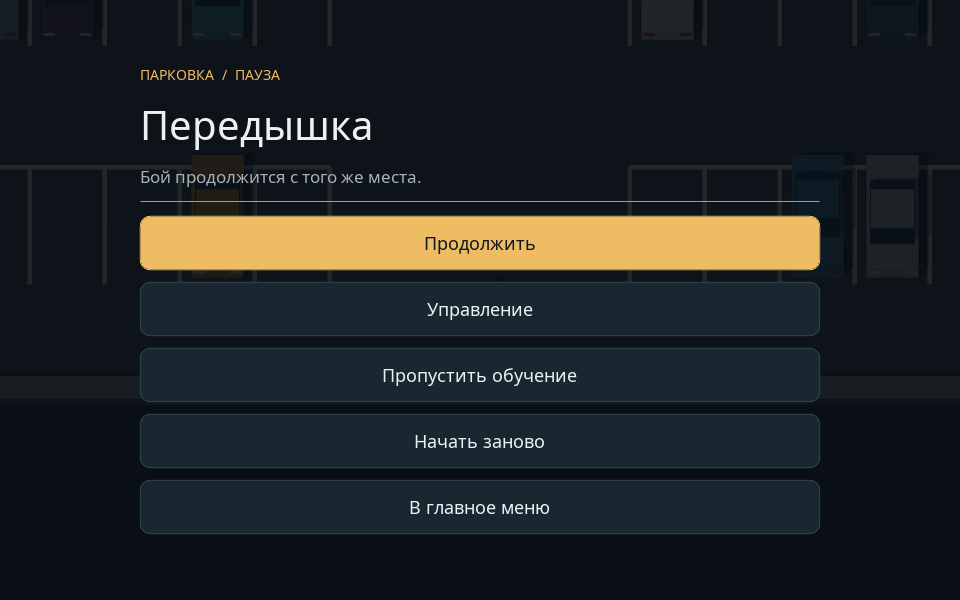 ПАРКОВКА / ПАУЗА
Передышка
Бой продолжится с того же места.
Продолжить
Управление
Пропустить обучение
Начать заново
В главное меню